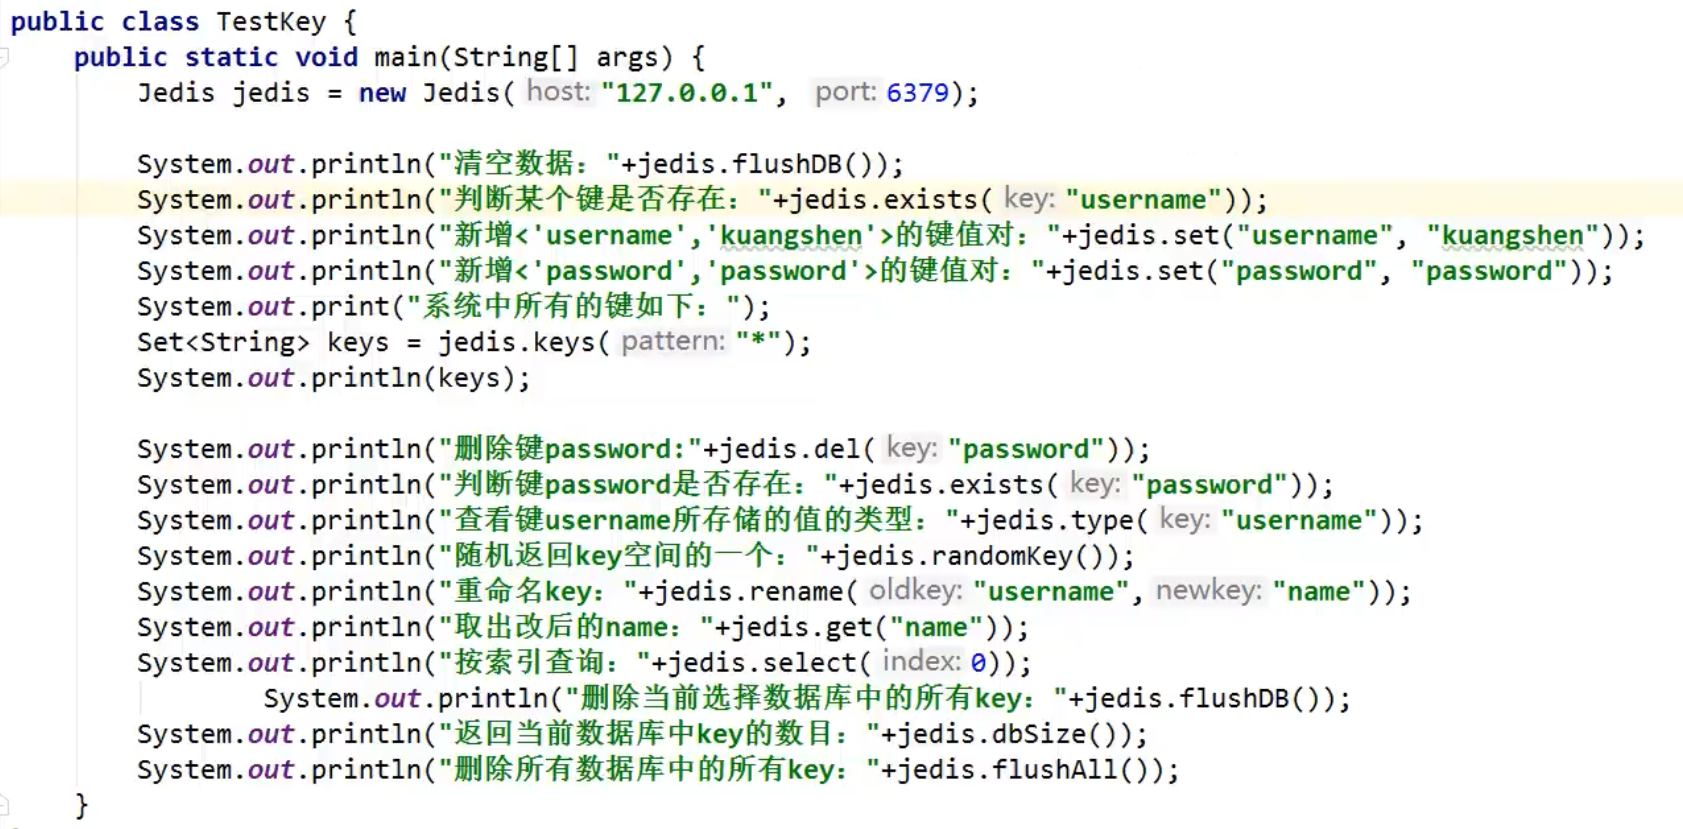 public class TestKey {
public static void main(String[] args) {
Jedis jedis = new Jedis( host: "127.0.0.1", port: 6379);
System.out.println("清空数据："+jedis.flushDB());
System.out.println("判断某个键是否存在："+jedis.exists( key: "username"));
System.out.println("新增<'username','kuangshen'>的键值对："+jedis.set("username", "kuangshen"));
System.out.println("新增<'password','password'>的键值对："+jedis.set("password", "password"));
System.out.print("系统中所有的键如下：");
Set<String> keys = jedis.keys( pattern: "*");
System.out.println(keys);
System.out.println("删除键password:"+jedis.del( key: "password"));
System.out.println("判断键password是否存在："+jedis.exists( key: "password"));
System.out.println("查看键username所存储的值的类型："+jedis.type( key: "username"));
System.out.println("随机返回key空间的一个："+jedis.randomKey());
System.out.println("重命名key："+jedis.rename( oldkey: "username", newkey: "name"));
System.out.println("取出改后的name："+jedis.get("name"));
System.out.println("按索引查询："+jedis.select( index: 0));
System.out.println("删除当前选择数据库中的所有key："+jedis.flushDB());
System.out.println("返回当前数据库中key的数目："+jedis.dbSize());
System.out.println("删除所有数据库中的所有key："+jedis.flushAll());
}